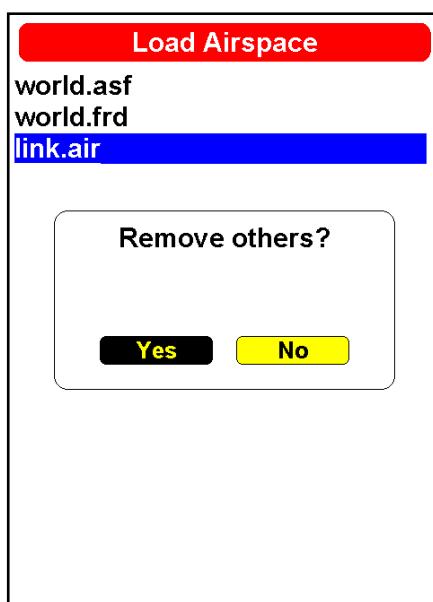 Load Airspace
world.asf
world.frd
link.air
Remove others?
Yes No